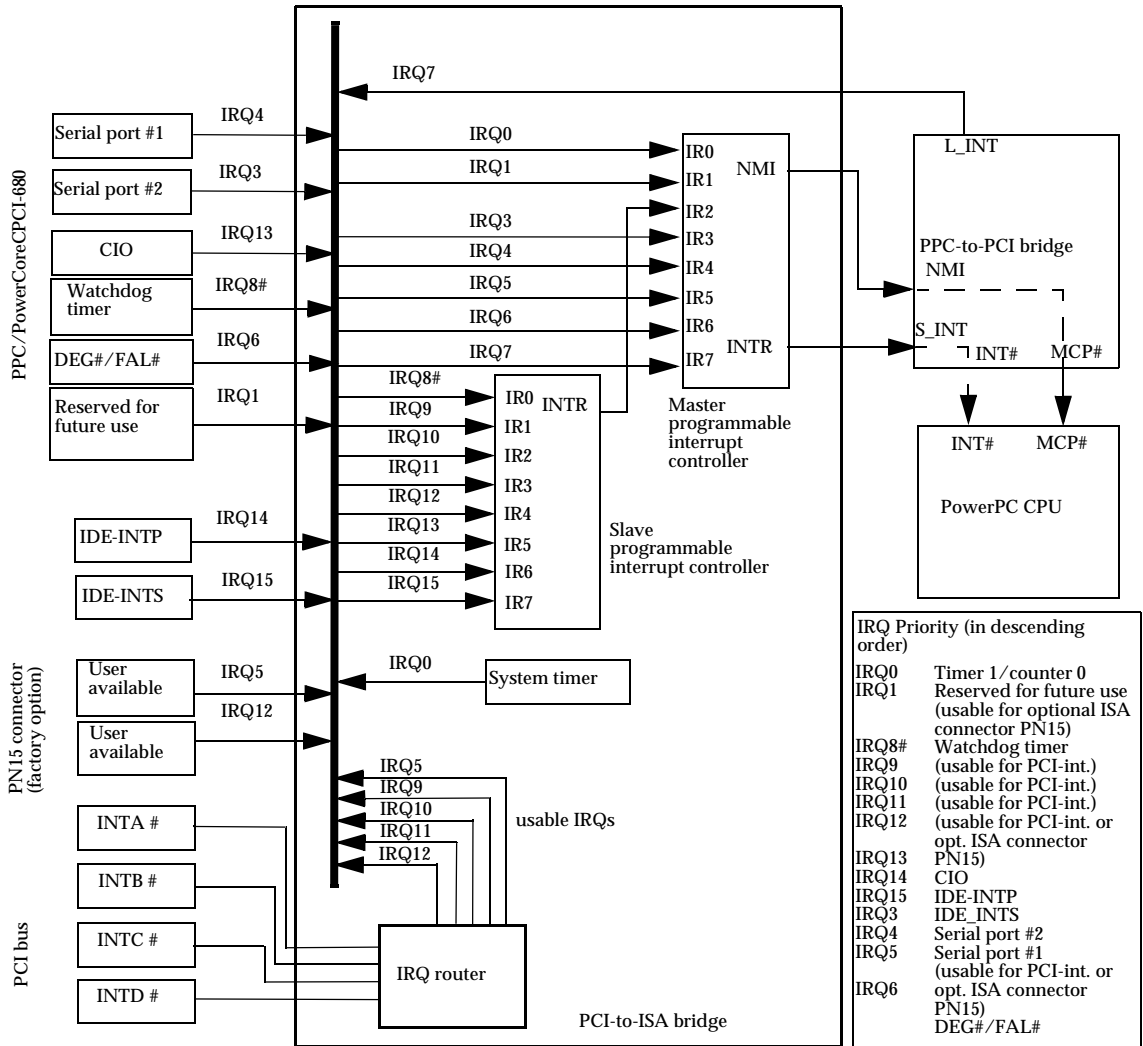 IRQ7
PPC/PowerCoreCPCI-680
Serial port #1
IRQ4
Serial port #2
IRQ3
CIO
IRQ13
Watchdog
timer
IRQ8#
DEG#/FAL#
IRQ6
Reserved for
future use
IRQ1
IDE-INTP
IRQ14
IDE-INTS
IRQ15
PN15 connector
(factory option)
User
available
IRQ5
User
available
IRQ12
PCI bus
INTA #
INTB #
INTC #
INTD #
IRQ0
IRQ1
IRQ3
IRQ4
IRQ5
IRQ6
IRQ7
IR0
IR1
IR2
IR3
IR4
IR5
IR6
IR7
NMI
INTR
Master
programmable
interrupt
controller
IRQ8#
IRQ9
IRQ10
IRQ11
IRQ12
IRQ13
IRQ14
IRQ15
IR0
IR1
IR2
IR3
IR4
IR5
IR6
IR7
INTR
Slave
programmable
interrupt controller
IRQ0
System timer
IRQ5
IRQ9
IRQ10
IRQ11
IRQ12
usable IRQs
IRQ router
PCI-to-ISA bridge
L_INT
PPC-to-PCI bridge
NMI
S_INT
INT#
MCP#
INT#
MCP#
PowerPC CPU
IRQ Priority (in descending
order)
IRQ0 Timer 1/counter 0
IRQ1 Reserved for future use
(usable for optional ISA
connector PN15)
IRQ8# Watchdog timer
IRQ9 (usable for PCI-int.)
IRQ10 (usable for PCI-int.)
IRQ11 (usable for PCI-int.)
IRQ12 (usable for PCI-int. or
opt. ISA connector
IRQ13 PN15)
IRQ14 CIO
IRQ15 IDE-INTP
IRQ3 IDE_INTS
IRQ4 Serial port #2
IRQ5 Serial port #1
(usable for PCI-int. or
IRQ6 opt. ISA connector
PN15)
DEG#/FAL#